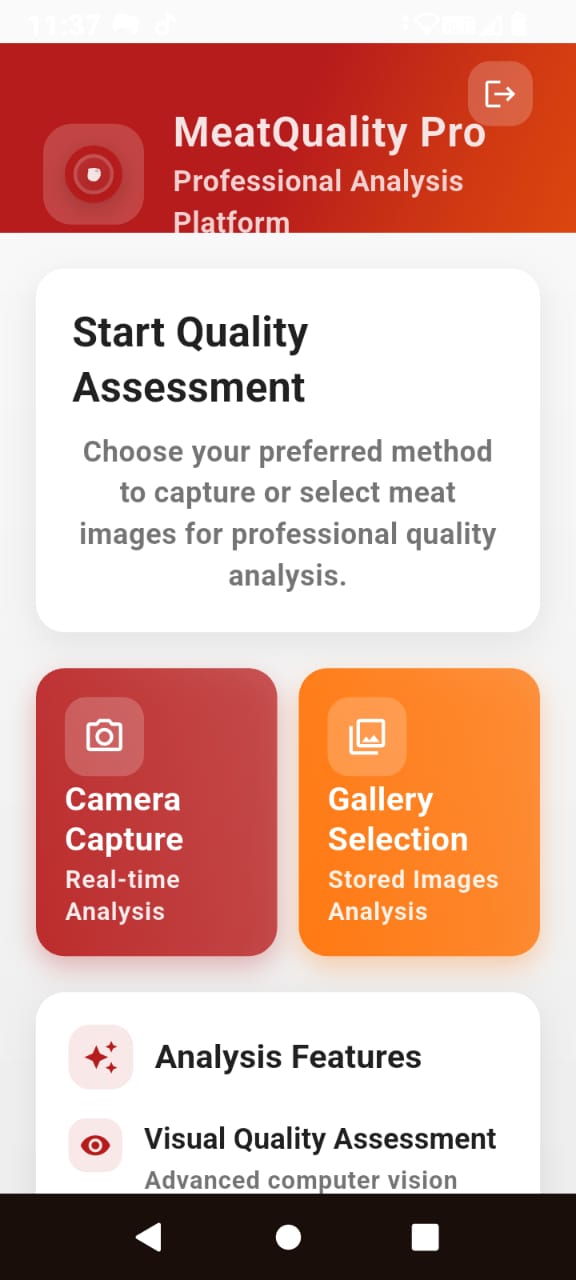 11:37
MeatQuality Pro
Professional Analysis
Platform
Start Quality
Assessment
Choose your preferred method
to capture or select meat
images for professional quality
analysis.
Camera
Capture
Real-time
Analysis
Gallery
Selection
Stored Images
Analysis
Analysis Features
Visual Quality Assessment
Advanced computer vision